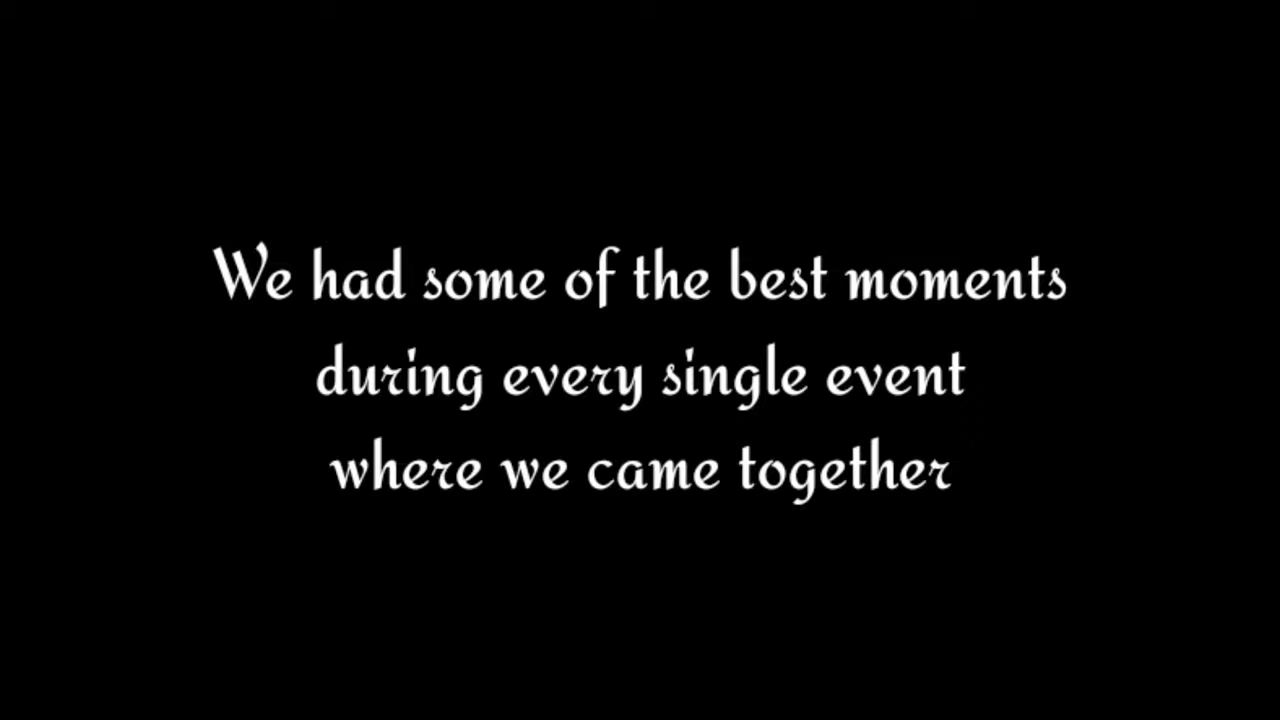 We had some of the best moments
during every single event
where we came together